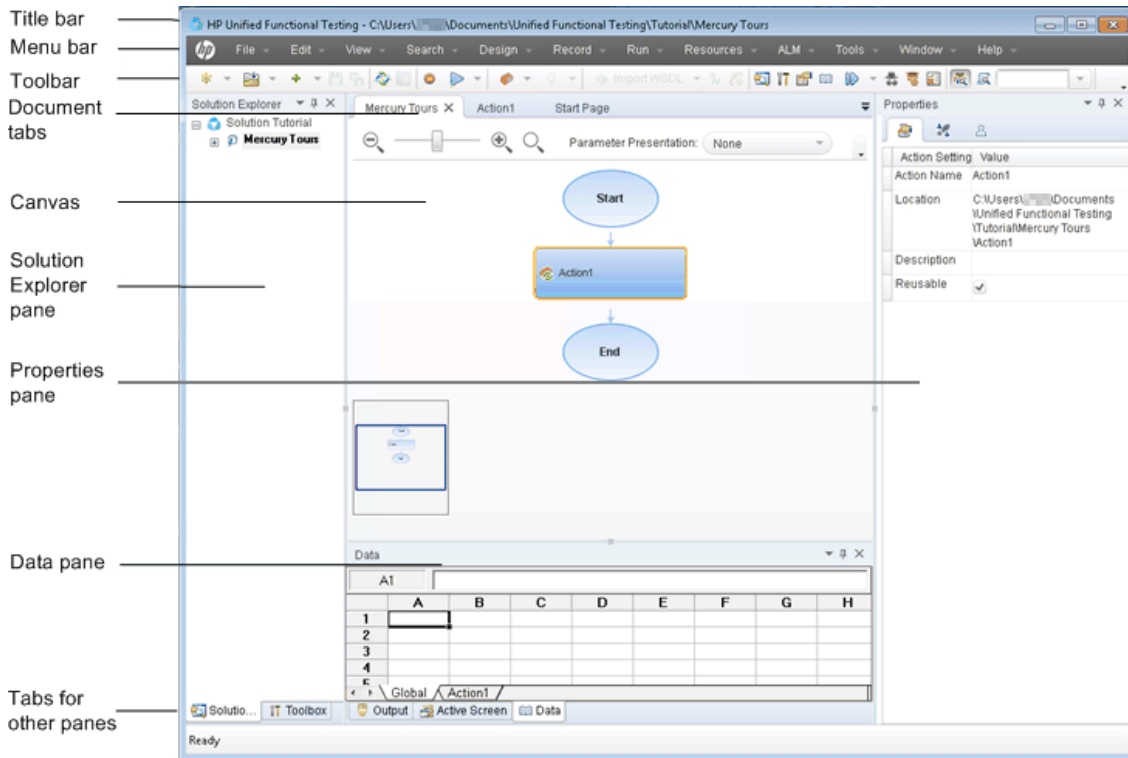 Title bar
HP Unified Functional Testing - C:\Users\ \Documents\Unified Functional Testing\Tutorial\Mercury Tours
Menu bar
hp File Edit View Search Design Record Run Resources ALM Tools Window Help
Toolbar
Import WSDL
Document
tabs
Solution Explorer
Mercury Tours Action1 Start Page
Properties
Solution Tutorial
Mercury Tours
Parameter Presentation: None
Action Setting Value
Action Name Action1
Location C:\Users\ \Documents
\Unified Functional Testing
\Tutorial\Mercury Tours
\Action1
Description
Reusable
Canvas
Start
Solution
Explorer
pane
Action1
End
Properties
pane
Data pane
Data
A1
A B C D E F G H
1
2
3
4
5
Global Action1
Tabs for
other panes
Solutio... Toolbox
Output Active Screen Data
Ready